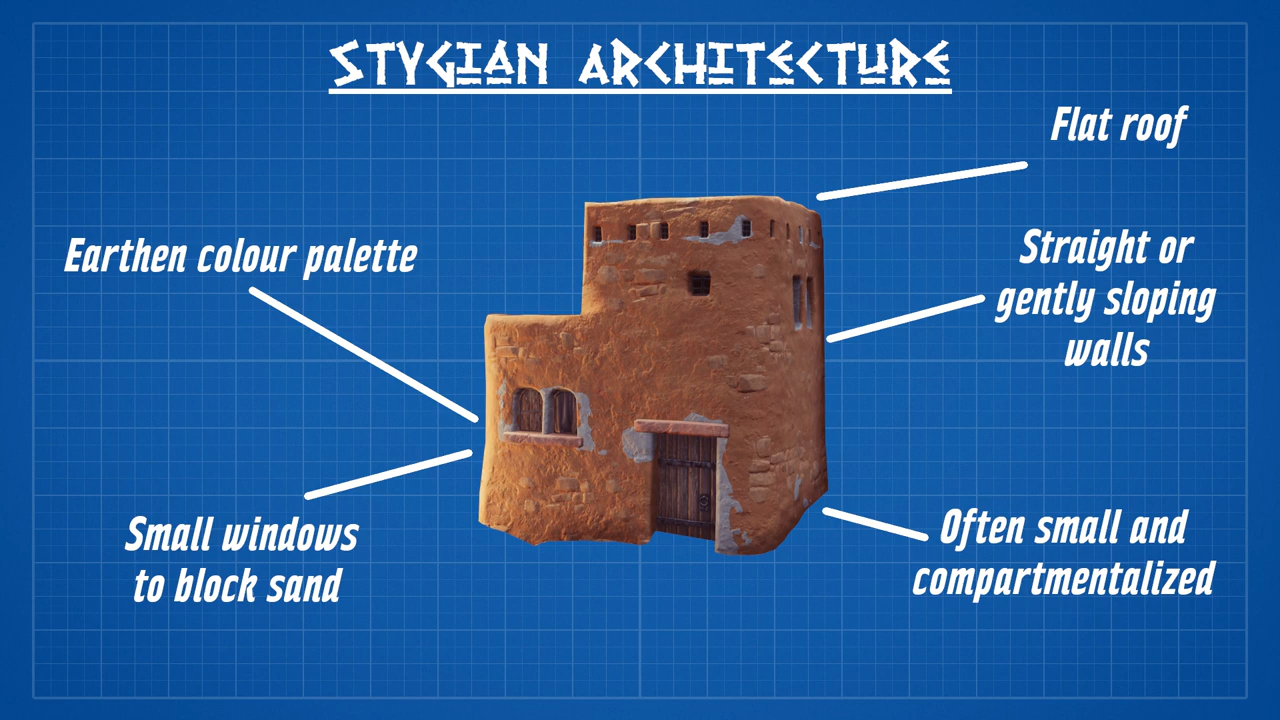 STYGIAN ARCHITECTURE
Flat roof
Earthen colour palette
Straight or
gently sloping
walls
Small windows
to block sand
Often small and
compartmentalized